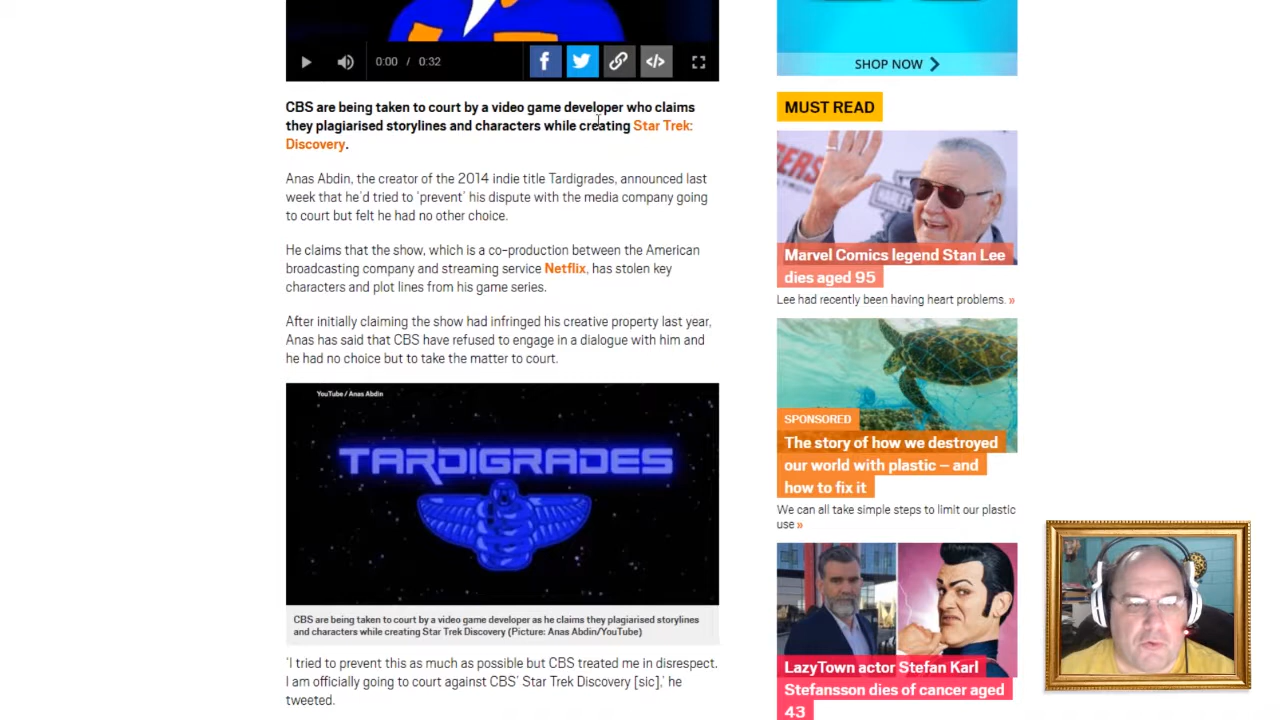 0:00 / 0:32
CBS are being taken to court by a video game developer who claims
they plagiarised storylines and characters while creating Star Trek:
Discovery.
Anas Abdin, the creator of the 2014 indie title Tardigrades, announced last
week that he'd tried to 'prevent' his dispute with the media company going
to court but felt he had no other choice.
He claims that the show, which is a co-production between the American
broadcasting company and streaming service Netflix, has stolen key
characters and plot lines from his game series.
After initially claiming the show had infringed his creative property last year,
Anas has said that CBS have refused to engage in a dialogue with him and
he had no choice but to take the matter to court.
YouTube / Anas Abdin
TARDIGRADES
CBS are being taken to court by a video game developer as he claims they plagiarised storylines
and characters while creating Star Trek Discovery (Picture: Anas Abdin/YouTube)
'I tried to prevent this as much as possible but CBS treated me in disrespect.
I am officially going to court against CBS' Star Trek Discovery [sic],' he
tweeted.
SHOP NOW
MUST READ
Marvel Comics legend Stan Lee
dies aged 95
Lee had recently been having heart problems. »
SPONSORED
The story of how we destroyed
our world with plastic – and
how to fix it
We can all take simple steps to limit our plastic
use »
LazyTown actor Stefan Karl
Stefansson dies of cancer aged
43